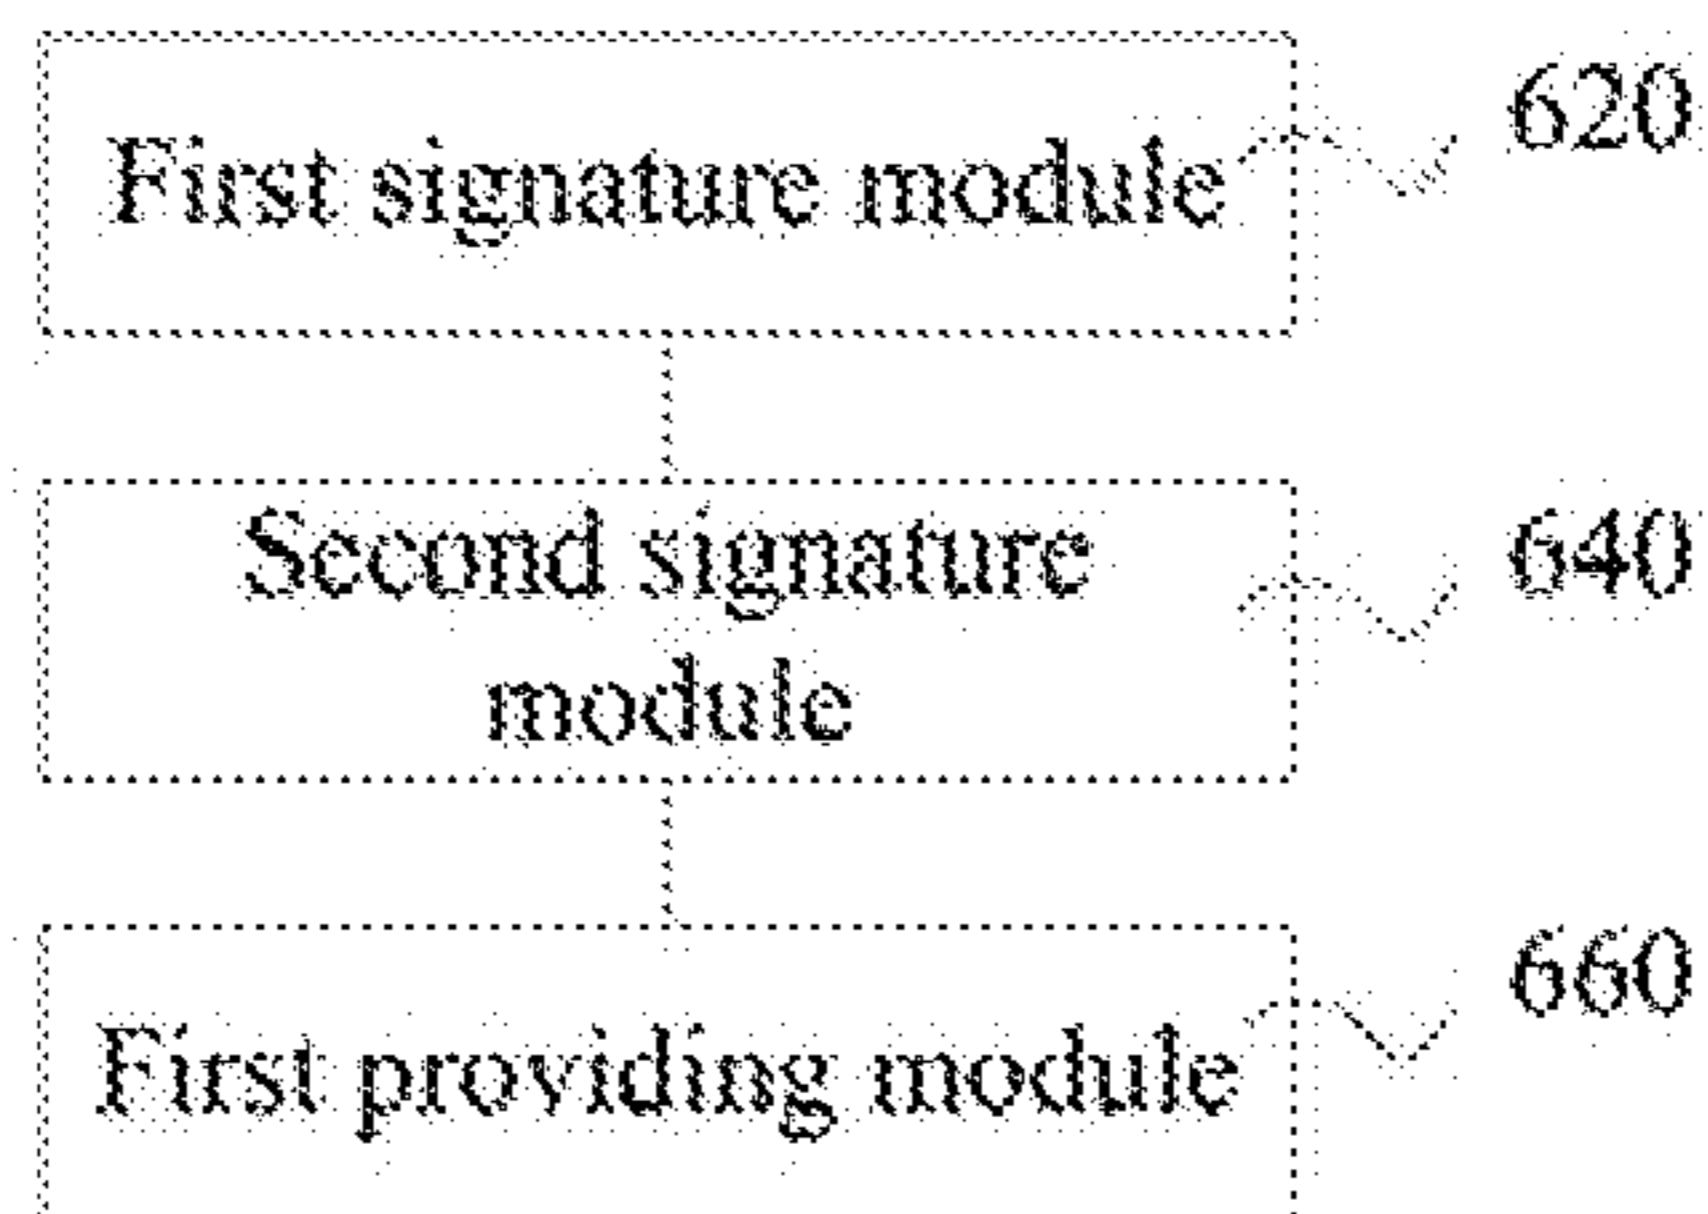 First signature module
620
Second signature
module
640
First providing module
660